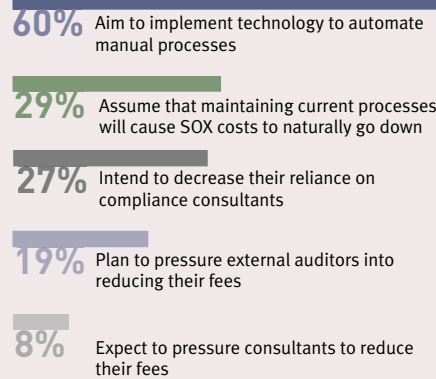 60% Aim to implement technology to automate
manual processes
29% Assume that maintaining current processes
will cause SOX costs to naturally go down
27% Intend to decrease their reliance on
compliance consultants
19% Plan to pressure external auditors into
reducing their fees
8% Expect to pressure consultants to reduce
their fees